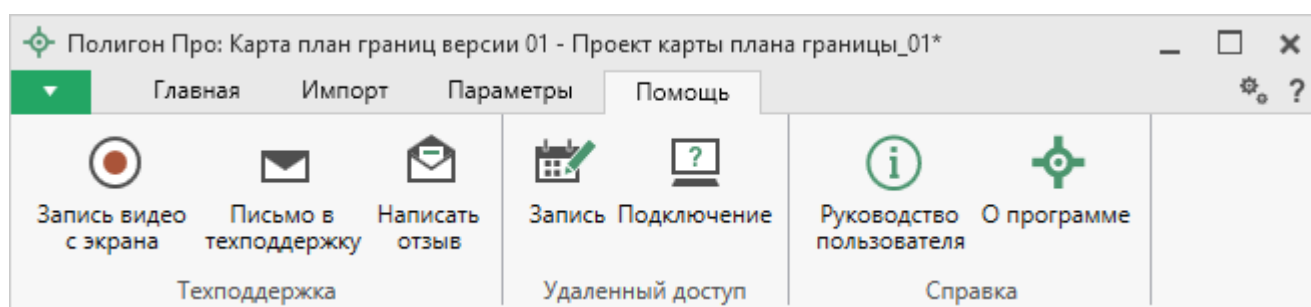 Полигон Про: Карта план границ версии 01 - Проект карты плана границы_01*
Главная Импорт Параметры Помощь ?
? i
Запись видео Письмо в Написать Запись Подключение Руководство О программе
с экрана техподдержку отзыв пользователя
Техподдержка Удаленный доступ Справка